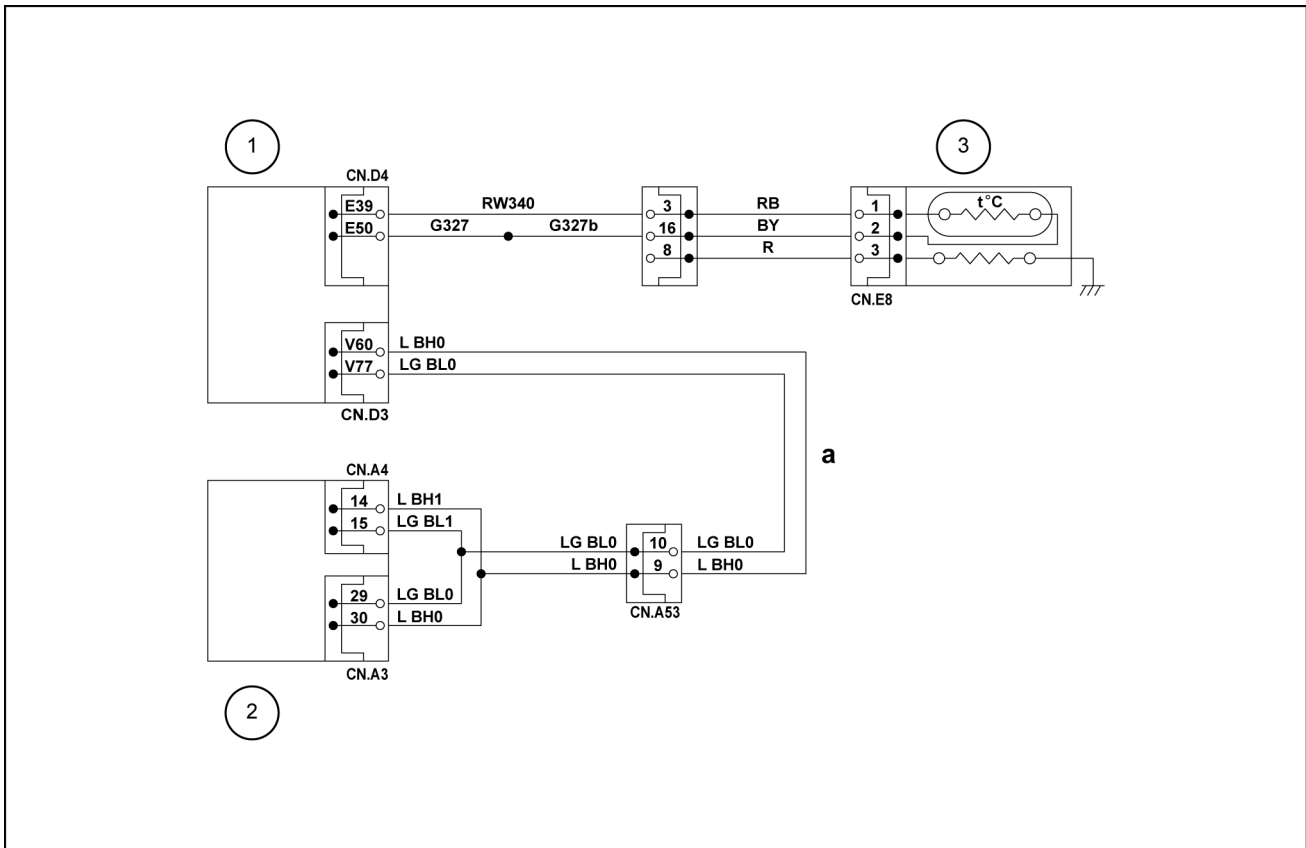 1
3
CN.D4
E39 RW340 3 RB 1 t°C
E50 G327 G327b 16 BY 2
8 R 3
CN.E8
V60 L BH0
V77 LG BL0
CN.D3
a
CN.A4
14 L BH1
15 LG BL1
LG BL0 10 LG BL0
L BH0 9 L BH0
29 LG BL0
CN.A53
30 L BH0
CN.A3
2